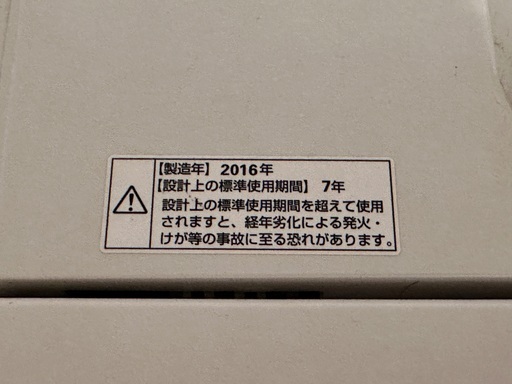 【製造年】 2016年
【設計上の標準使用期間】 7年
設計上の標準使用期間を超えて使用
されますと、経年劣化による発火・
けが等の事故に至る恐れがあります。